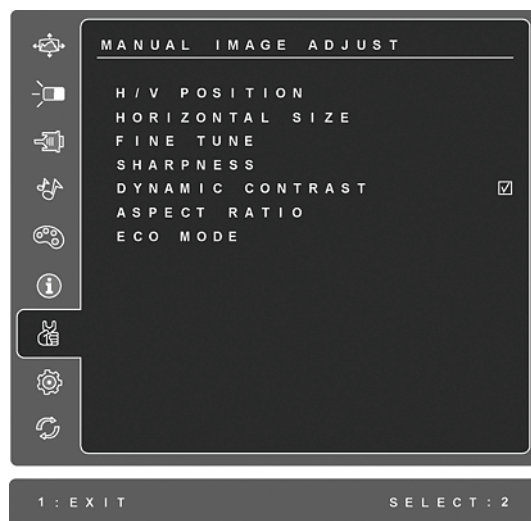 MANUAL IMAGE ADJUST
H/V POSITION
HORIZONTAL SIZE
FINE TUNE
SHARPNESS
DYNAMIC CONTRAST
ASPECT RATIO
ECO MODE
1:EXIT SELECT:2